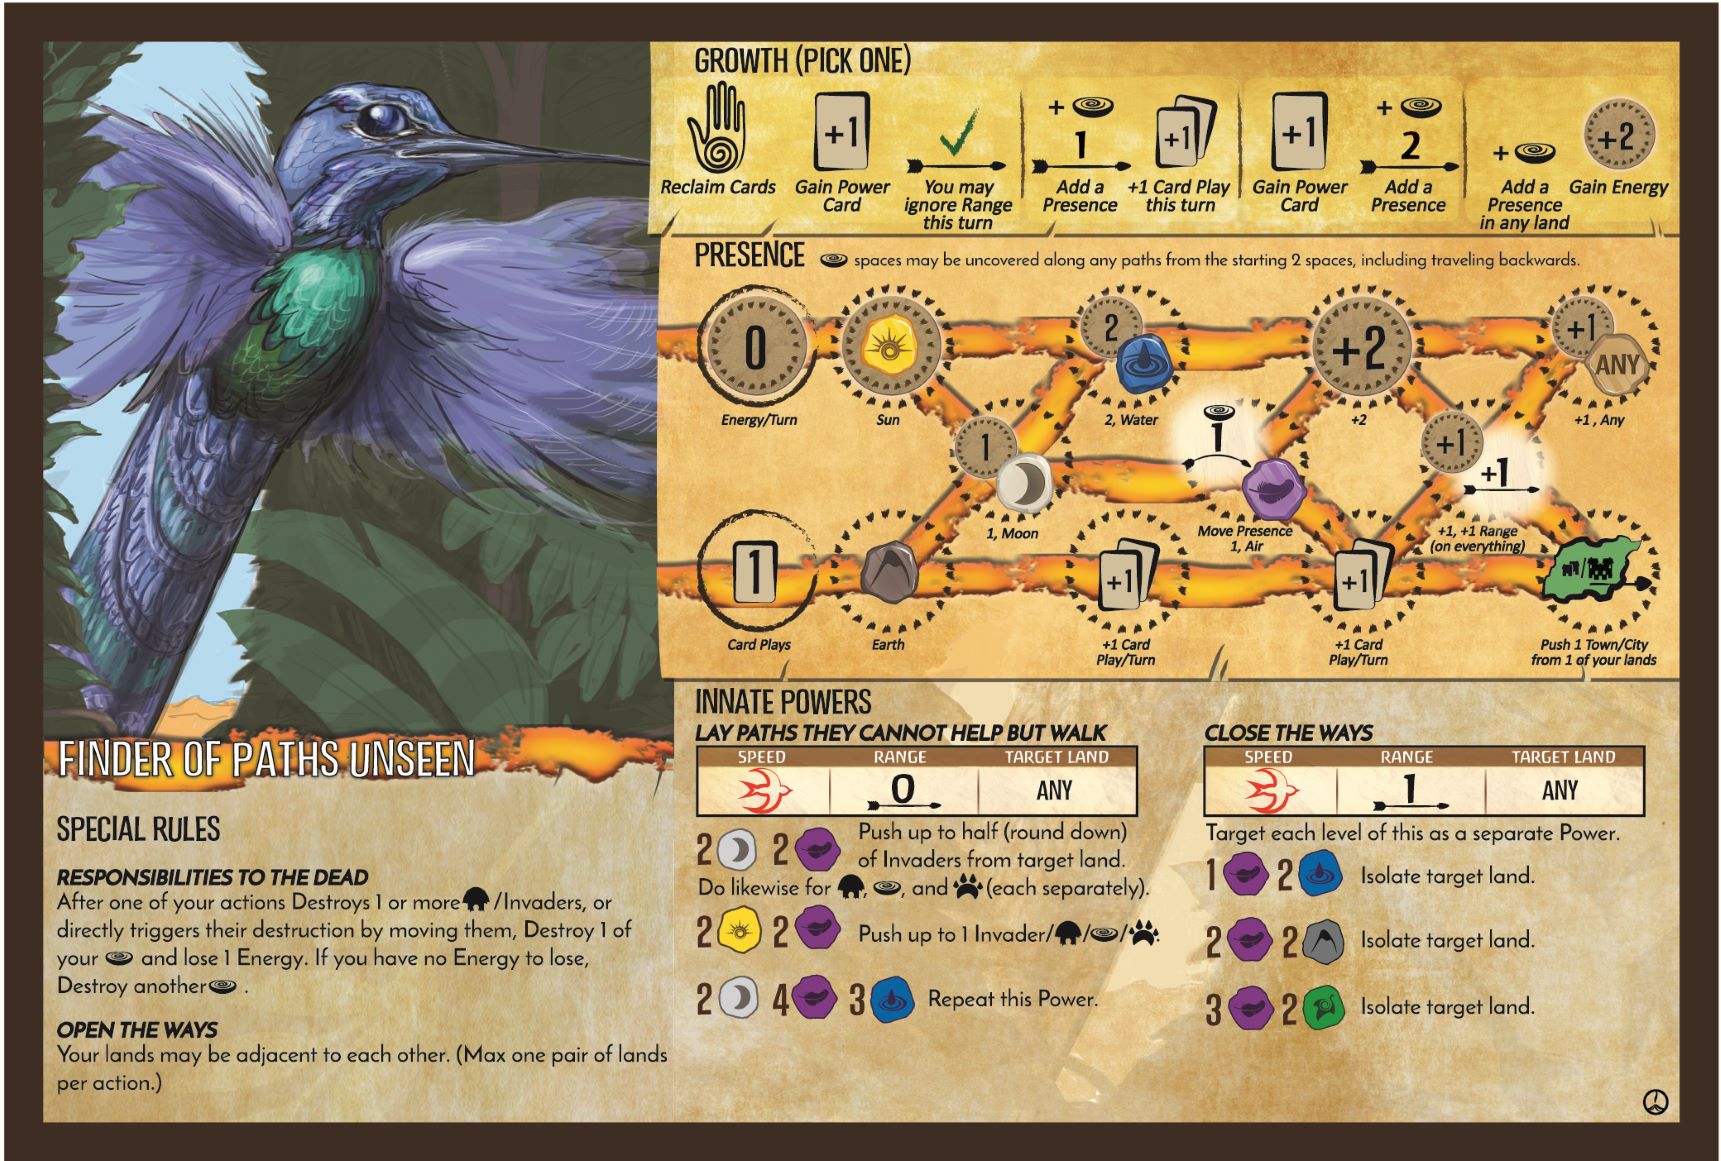 GROWTH (PICK ONE)
+1
+
1
+1
+1
+
2
+
+2
Reclaim Cards
Gain Power
Card
You may
ignore Range
this turn
Add a
Presence
+1 Card Play
this turn
Gain Power
Card
Add a
Presence
Add a
Presence
in any land
Gain Energy
PRESENCE
spaces may be uncovered along any paths from the starting 2 spaces, including traveling backwards.
0
2
+2
+1
ANY
Energy/Turn
Sun
2, Water
+2
+1 , Any
1
1
+1
+1
1, Moon
Move Presence
1, Air
+1, +1 Range
(on everything)
1
+1
+1
/
Card Plays
Earth
+1 Card
Play/Turn
+1 Card
Play/Turn
Push 1 Town/City
from 1 of your lands
FINDER OF PATHS UNSEEN
SPECIAL RULES
RESPONSIBILITIES TO THE DEAD
After one of your actions Destroys 1 or more /Invaders, or
directly triggers their destruction by moving them, Destroy 1 of
your and lose 1 Energy. If you have no Energy to lose,
Destroy another .
OPEN THE WAYS
Your lands may be adjacent to each other. (Max one pair of lands
per action.)
INNATE POWERS
LAY PATHS THEY CANNOT HELP BUT WALK
SPEED RANGE TARGET LAND
0 ANY
2 2 Push up to half (round down)
of Invaders from target land.
Do likewise for , , and (each separately).
2 2 Push up to 1 Invader/ / / .
2 4 3 Repeat this Power.
CLOSE THE WAYS
SPEED RANGE TARGET LAND
1 ANY
Target each level of this as a separate Power.
1 2 Isolate target land.
2 2 Isolate target land.
3 2 Isolate target land.